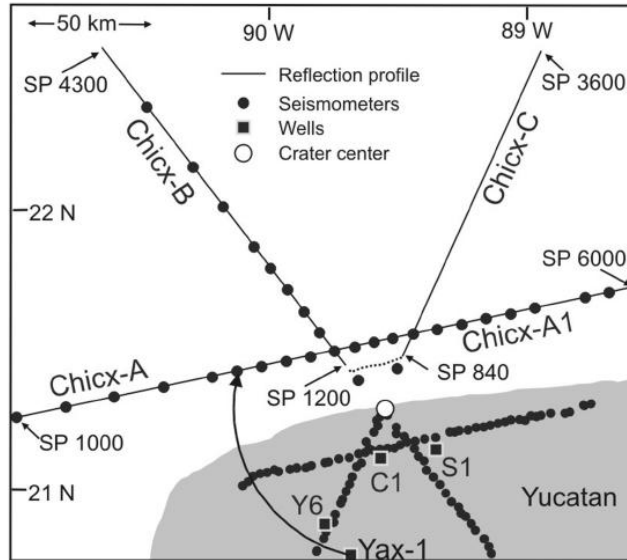 50 km
90 W
89 W
SP 4300
Reflection profile
Seismometers
Wells
Crater center
SP 3600
Chicx-B
Chicx-C
22 N
SP 6000
Chicx-A
Chicx-A1
SP 1200
SP 840
SP 1000
21 N
C1
S1
Y6
Yucatan
Yax-1